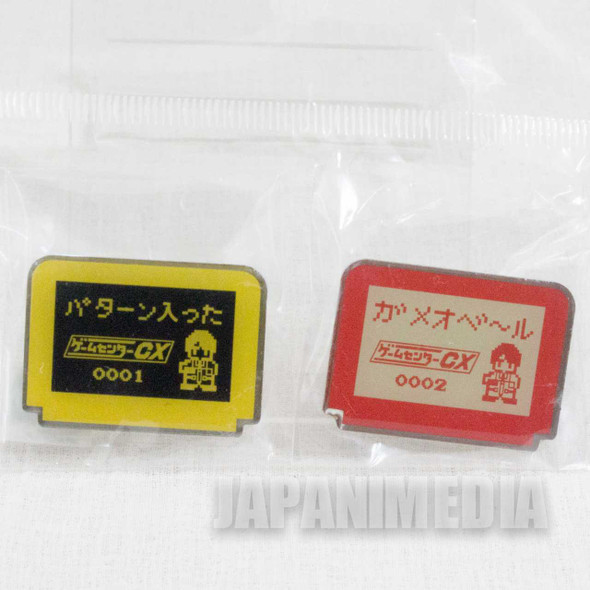 パターン入った
ゲームセンターCX
0001
ガメオベ〜ル
ゲームセンターCX
0002
JAPANIMEDIA